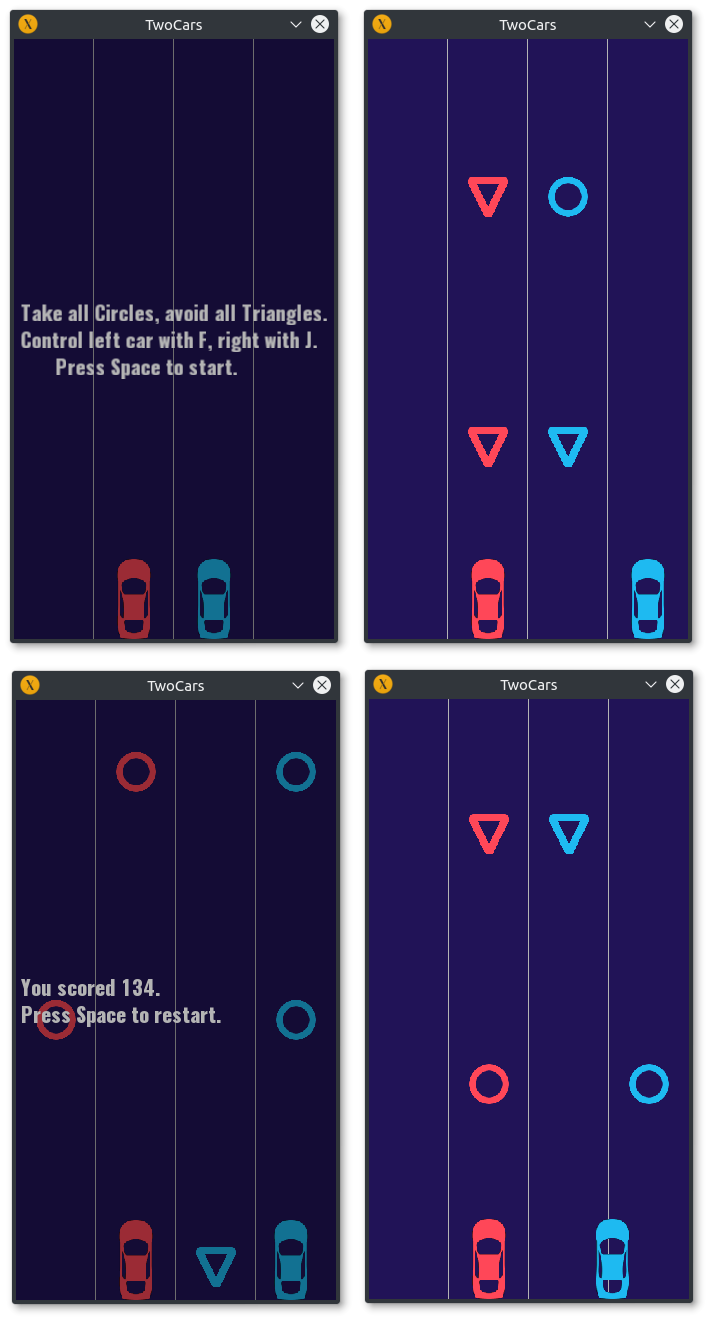 TwoCars
Take all Circles, avoid all Triangles.
Control left car with F, right with J.
Press Space to start.
TwoCars
TwoCars
You scored 134.
Press Space to restart.
TwoCars